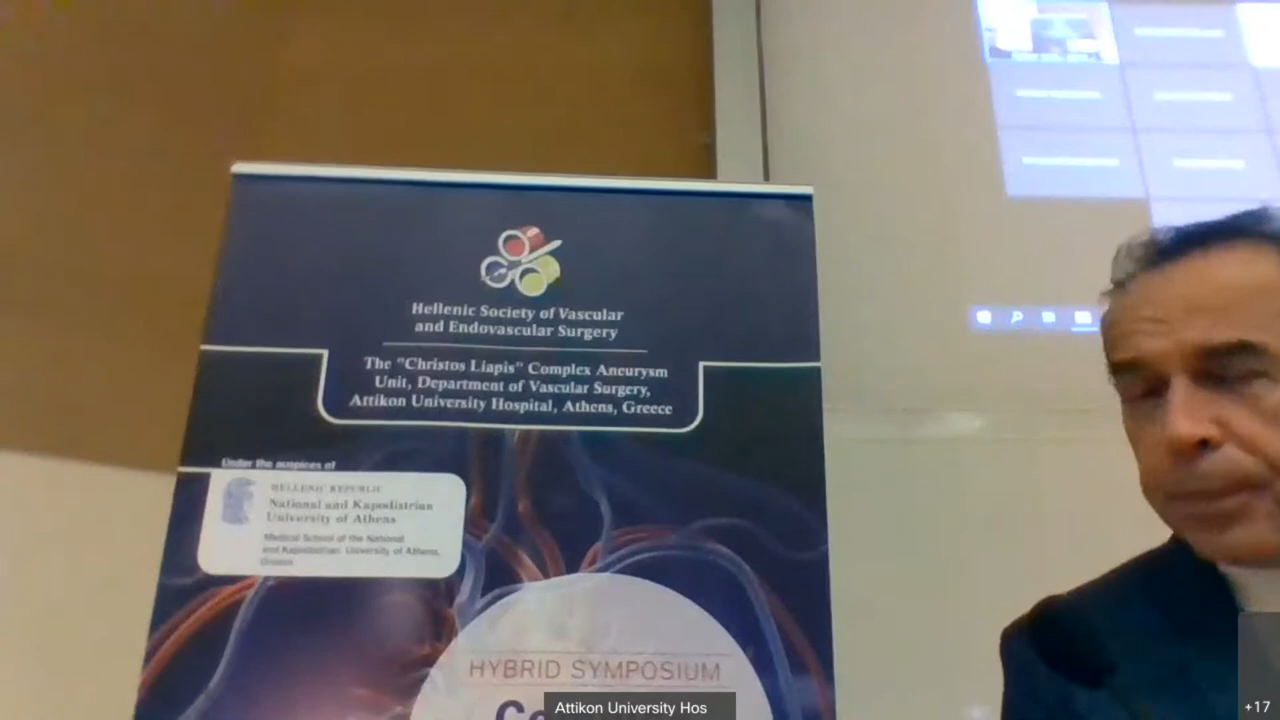 Hellenic Society of Vascular
and Endovascular Surgery
The "Christos Liapis" Complex Aneurysm
Unit, Department of Vascular Surgery,
Attikon University Hospital, Athens, Greece
Under the auspices of
HELLENIC REPUBLIC
National and Kapodistrian
University of Athens
Medical School of the National
and Kapodistrian University of Athens,
Greece
HYBRID SYMPOSIUM
Attikon University Hos
+17